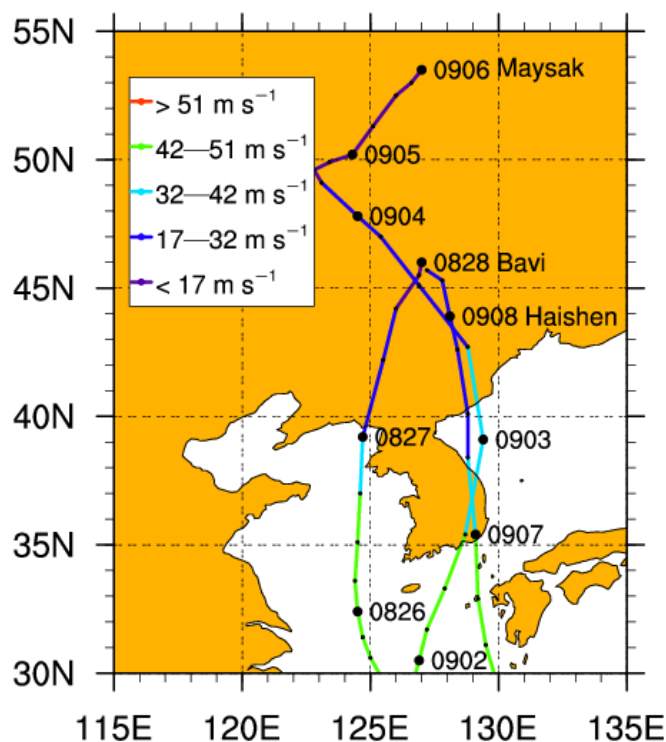 55N
50N
45N
40N
35N
30N
115E
120E
125E
130E
135E
> 51 m s⁻¹
42—51 m s⁻¹
32—42 m s⁻¹
17—32 m s⁻¹
< 17 m s⁻¹
0906 Maysak
0905
0904
0828 Bavi
0908 Haishen
0827
0903
0907
0826
0902